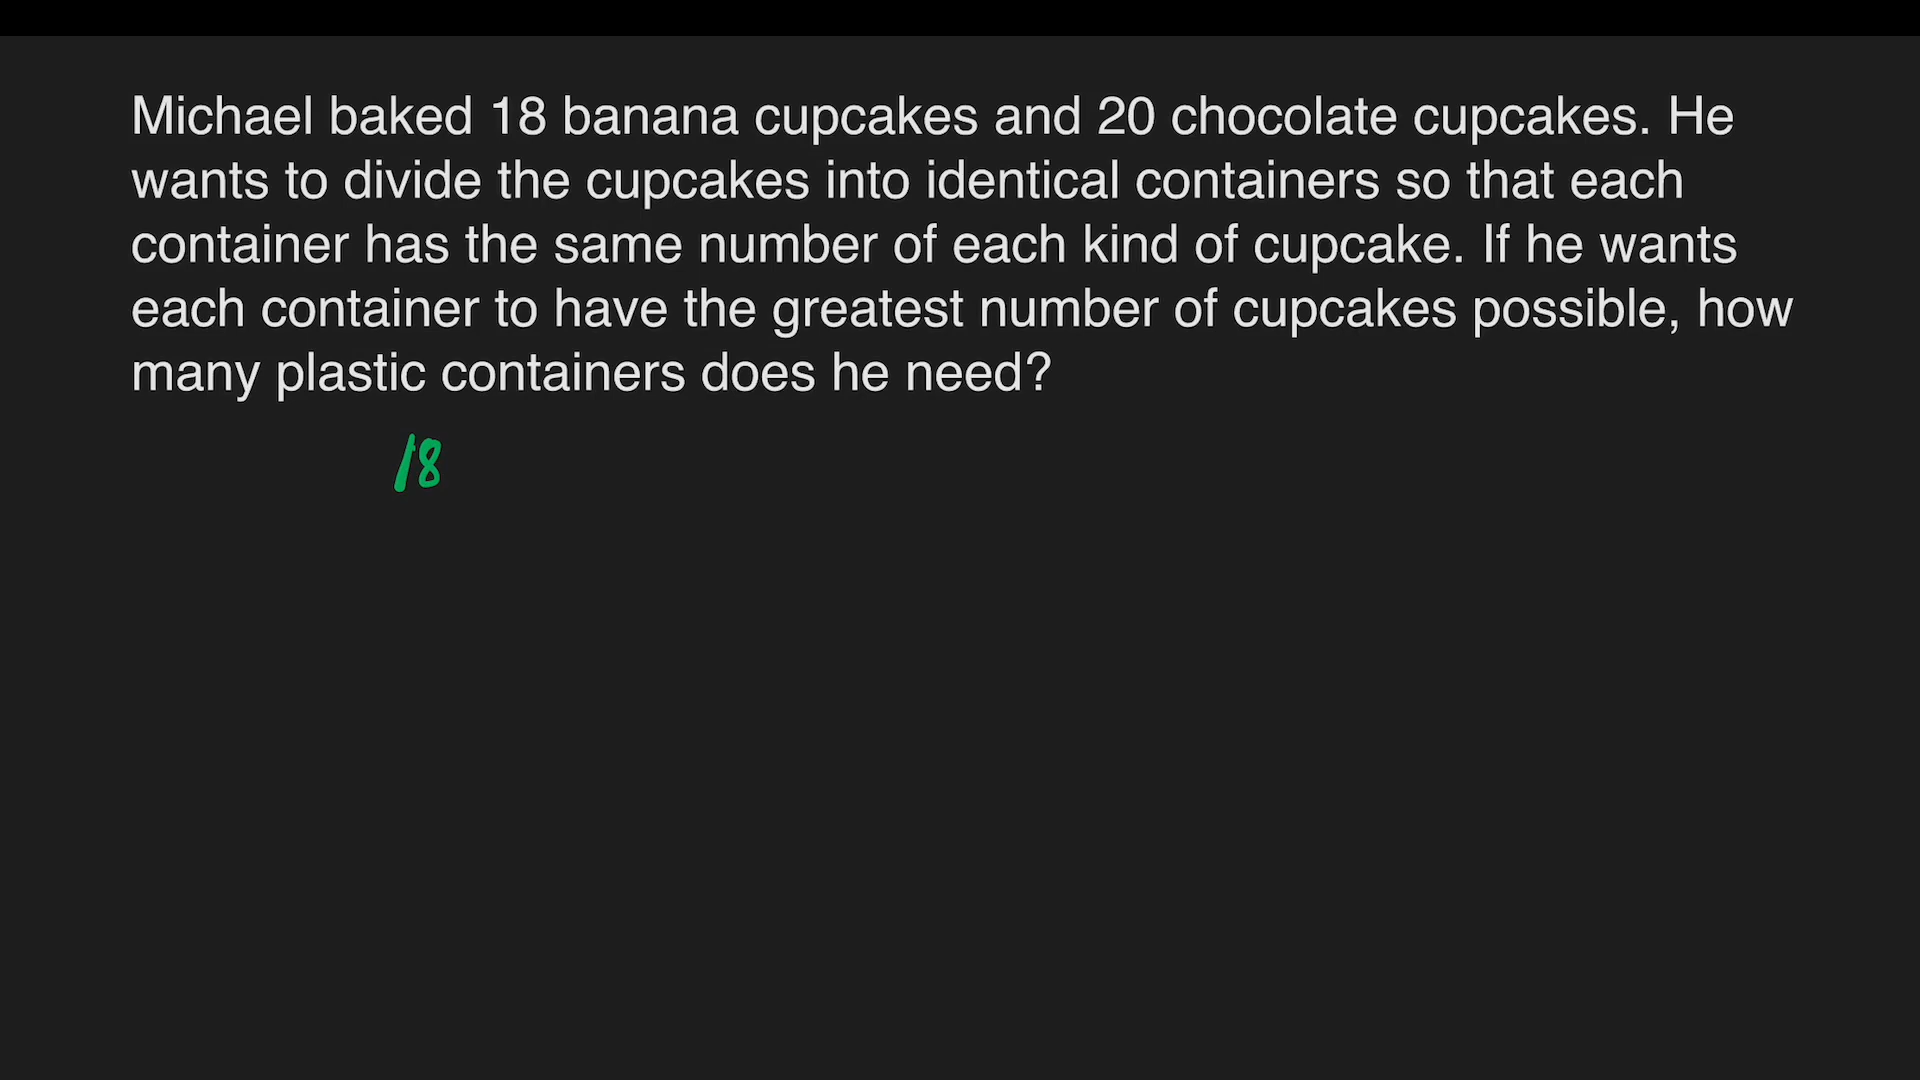 Michael baked 18 banana cupcakes and 20 chocolate cupcakes. He
wants to divide the cupcakes into identical containers so that each
container has the same number of each kind of cupcake. If he wants
each container to have the greatest number of cupcakes possible, how
many plastic containers does he need?
18